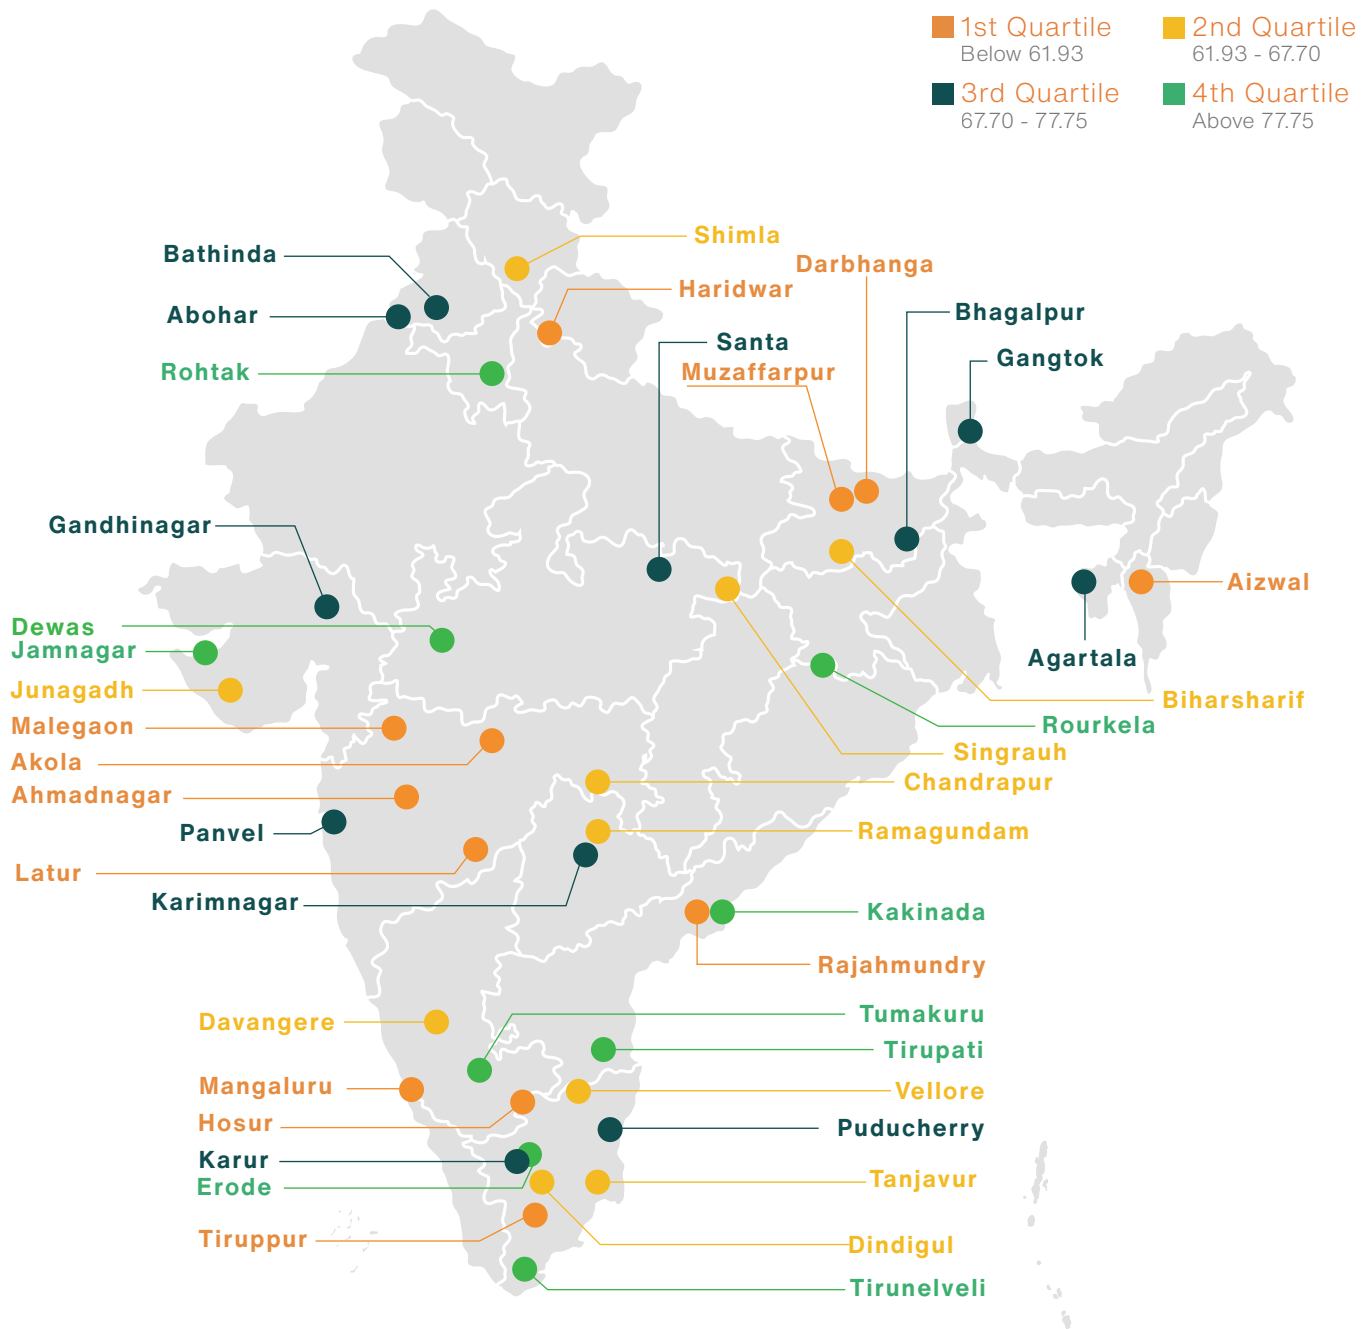 1st Quartile
Below 61.93
2nd Quartile
61.93 - 67.70
3rd Quartile
67.70 - 77.75
4th Quartile
Above 77.75
Shimla
Bathinda
Darbhanga
Haridwar
Abohar
Bhagalpur
Santa
Gangtok
Rohtak
Muzaffarpur
Gandhinagar
Aizwal
Dewas
Jamnagar
Agartala
Junagadh
Biharsharif
Malegaon
Rourkela
Akola
Singrauh
Chandrapur
Ahmadnagar
Panvel
Ramagundam
Latur
Karimnagar
Kakinada
Rajahmundry
Davangere
Tumakuru
Tirupati
Mangaluru
Vellore
Hosur
Puducherry
Karur
Erode
Tanjavur
Tiruppur
Dindigul
Tirunelveli